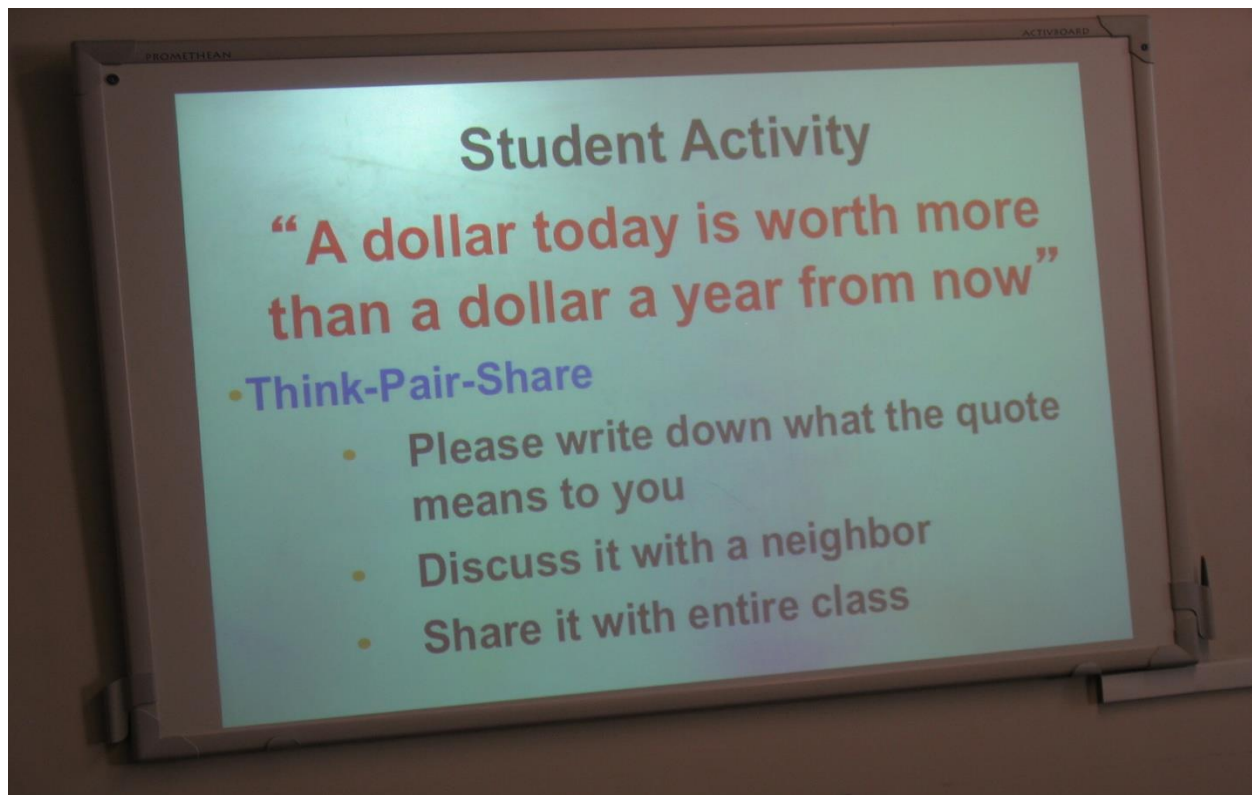 PROMETHEAN
ACTIVBOARD
Student Activity
“A dollar today is worth more
than a dollar a year from now”
•Think-Pair-Share
• Please write down what the quote
means to you
• Discuss it with a neighbor
• Share it with entire class